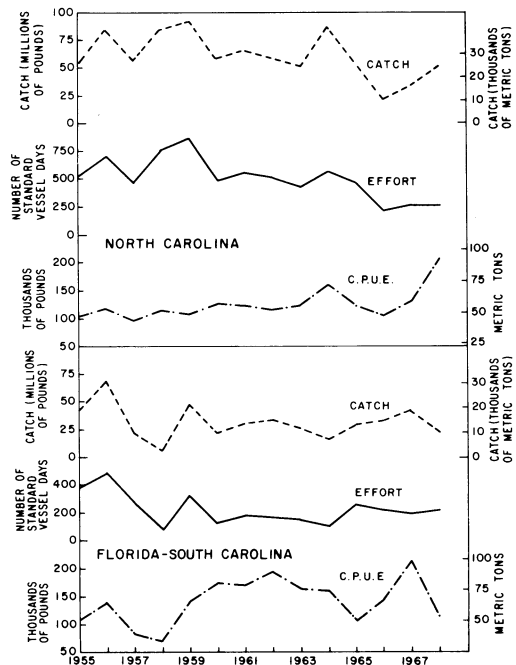 100
75
50
25
0
CATCH (MILLIONS
OF POUNDS)
CATCH
30
20
10
0
CATCH (THOUSANDS
OF METRIC TONS)
750
500
250
0
NUMBER OF
STANDARD
VESSEL DAYS
EFFORT
NORTH CAROLINA
200
150
100
50
THOUSANDS
OF POUNDS
C.P.U.E.
100
75
50
25
METRIC TONS
75
50
25
0
CATCH (MILLIONS
OF POUNDS)
CATCH
30
20
10
0
CATCH (THOUSANDS
OF METRIC TONS)
400
200
0
NUMBER OF
STANDARD
VESSEL DAYS
EFFORT
FLORIDA-SOUTH CAROLINA
200
150
100
50
THOUSANDS
OF POUNDS
C.P.U.E
100
75
50
METRIC TONS
1955 1957 1959 1961 1963 1965 1967